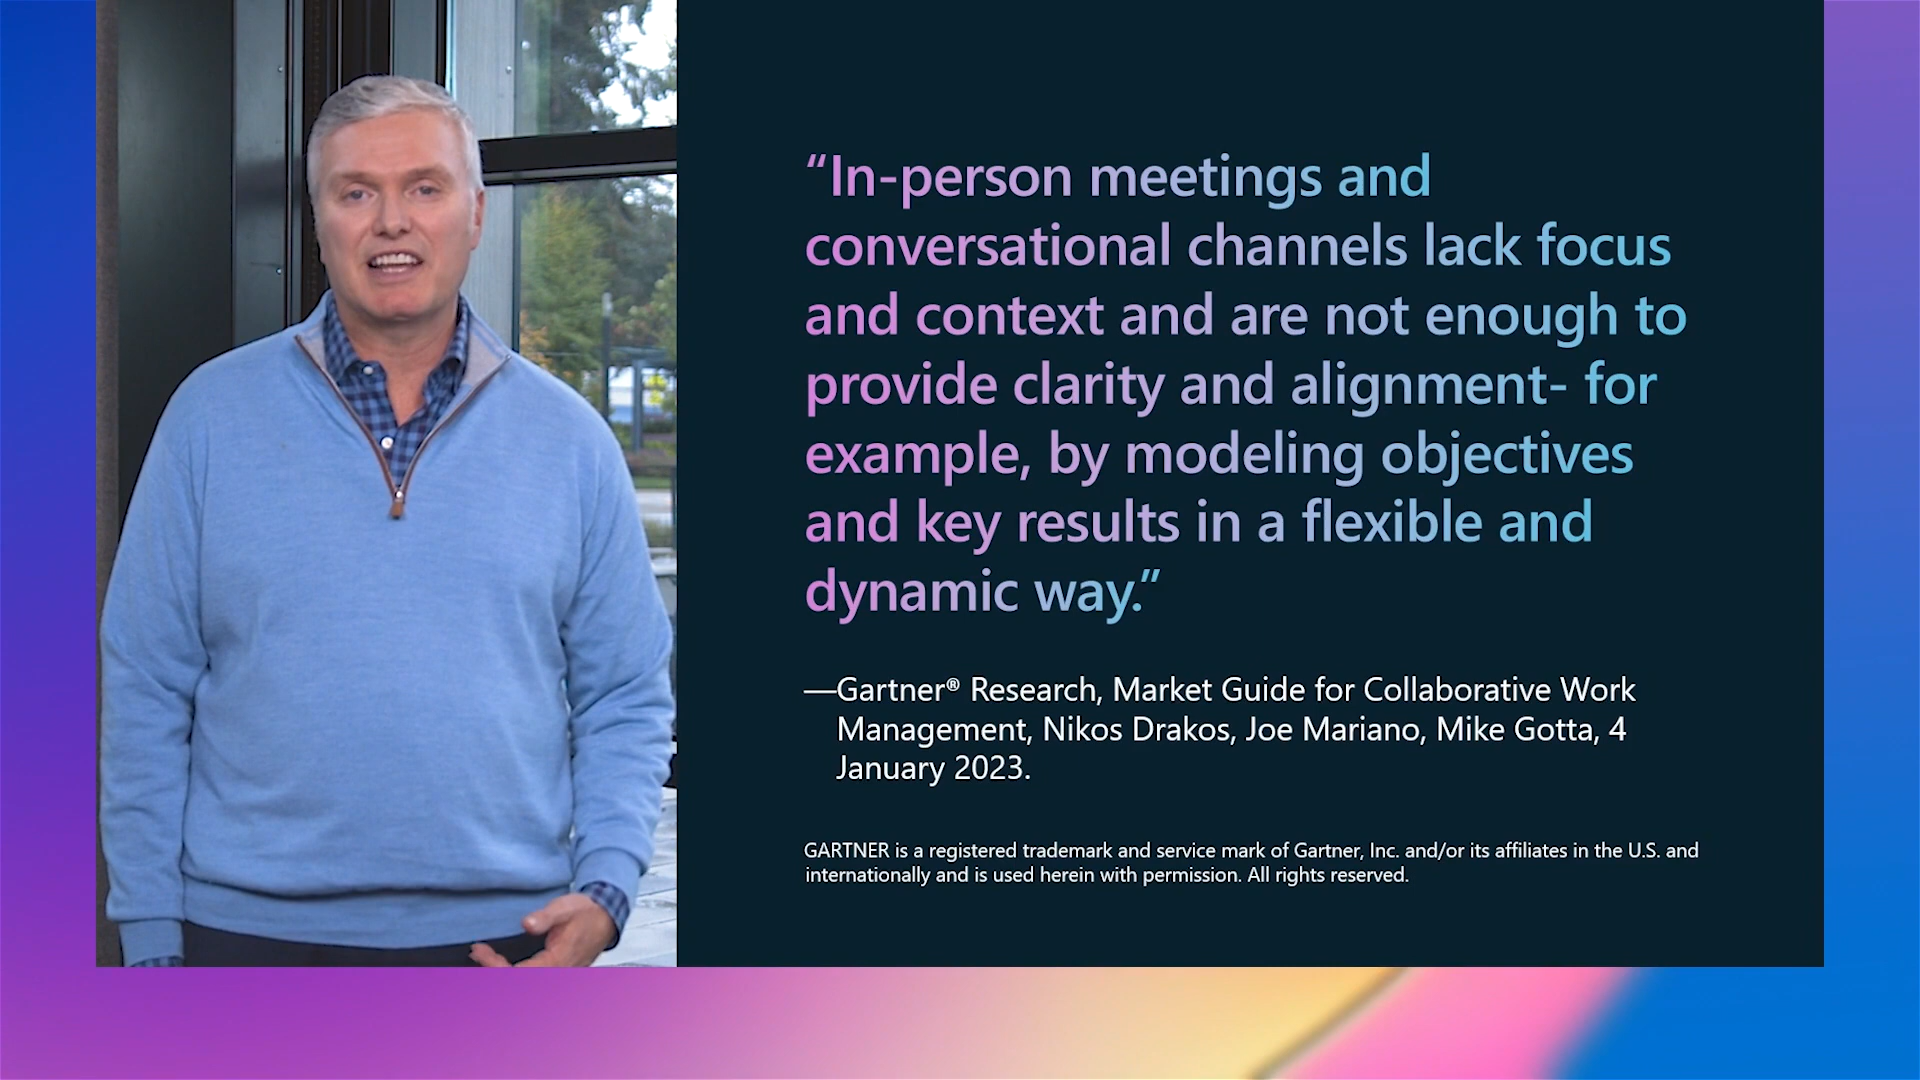 “In-person meetings and
conversational channels lack focus
and context and are not enough to
provide clarity and alignment- for
example, by modeling objectives
and key results in a flexible and
dynamic way.”
—Gartner® Research, Market Guide for Collaborative Work
Management, Nikos Drakos, Joe Mariano, Mike Gotta, 4
January 2023.
GARTNER is a registered trademark and service mark of Gartner, Inc. and/or its affiliates in the U.S. and
internationally and is used herein with permission. All rights reserved.